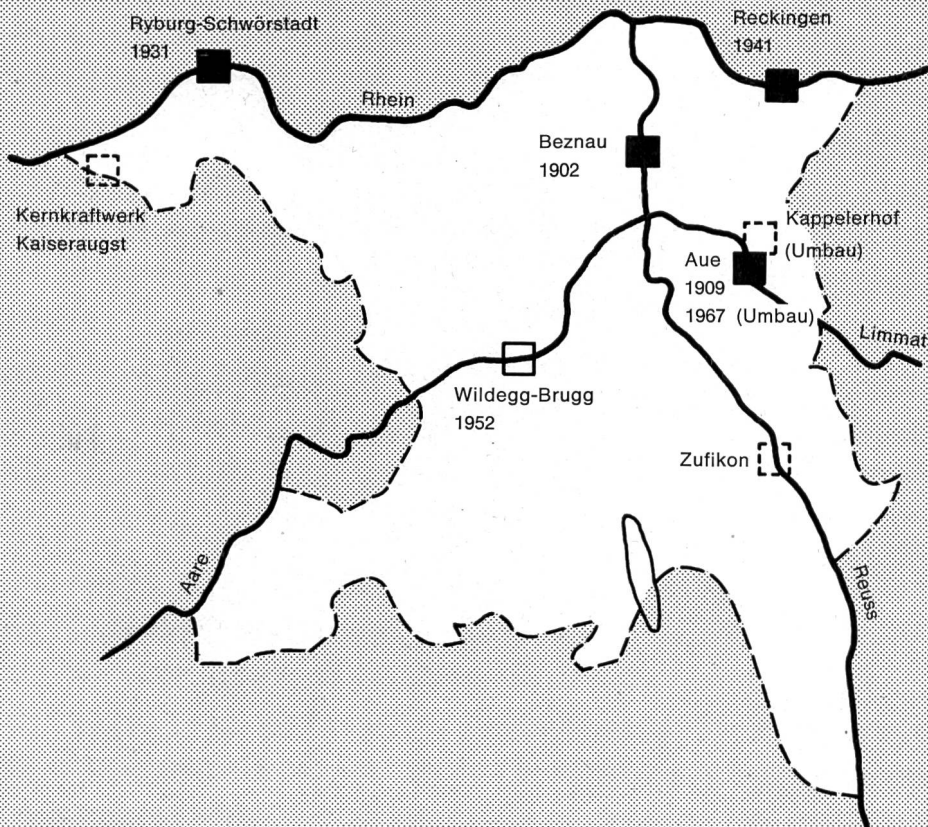 Ryburg-Schwörstadt
1931
Reckingen
1941
Rhein
Beznau
1902
Kernkraftwerk
Kaiseraugst
Kappelerhof
(Umbau)
Aue
1909
1967 (Umbau)
Limmat
Wildegg-Brugg
1952
Zufikon
Aare
Reuss